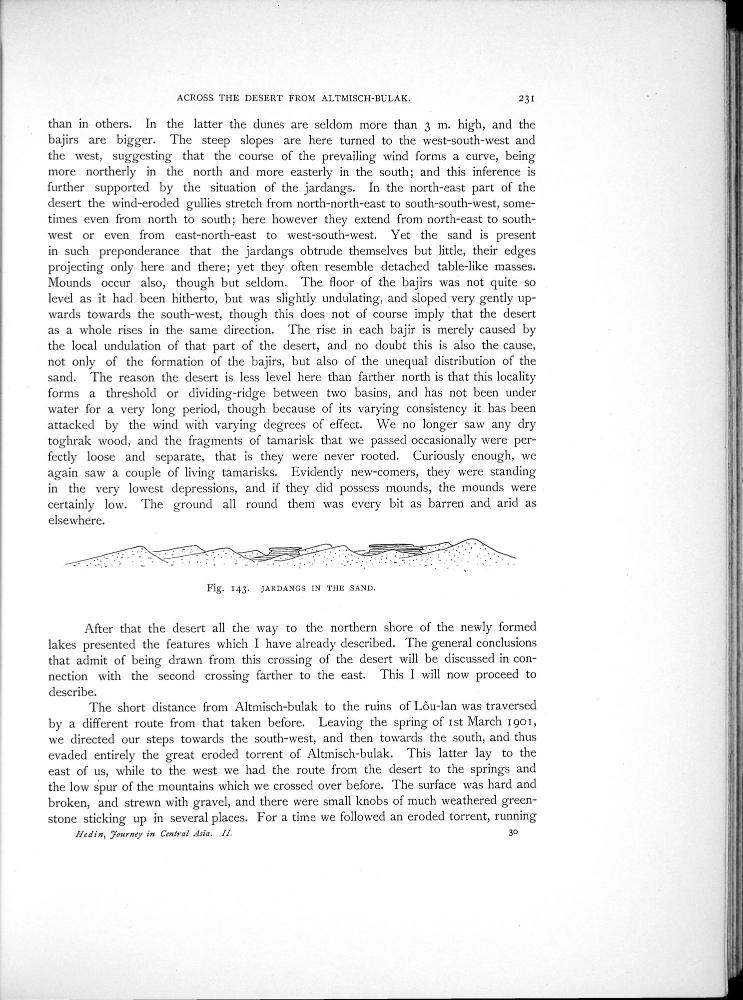 ACROSS THE DESERT FROM ALTMISCH-BULAK. 231
than in others. In the latter the dunes are seldom more than 3 m. high, and the
bajirs are bigger. The steep slopes are here turned to the west-south-west and
the west, suggesting that the course of the prevailing wind forms a curve, being
more northerly in the north and more easterly in the south; and this inference is
further supported by the situation of the jardangs. In the north-east part of the
desert the wind-eroded gullies stretch from north-north-east to south-south-west, some-
times even from north to south; here however they extend from north-east to south-
west or even from east-north-east to west-south-west. Yet the sand is present
in such preponderance that the jardangs obtrude themselves but little, their edges
projecting only here and there; yet they often resemble detached table-like masses.
Mounds occur also, though but seldom. The floor of the bajirs was not quite so
level as it had been hitherto, but was slightly undulating, and sloped very gently up-
wards towards the south-west, though this does not of course imply that the desert
as a whole rises in the same direction. The rise in each bajir is merely caused by
the local undulation of that part of the desert, and no doubt this is also the cause,
not only of the formation of the bajirs, but also of the unequal distribution of the
sand. The reason the desert is less level here than farther north is that this locality
forms a threshold or dividing-ridge between two basins, and has not been under
water for a very long period, though because of its varying consistency it has been
attacked by the wind with varying degrees of effect. We no longer saw any dry
toghrak wood, and the fragments of tamarisk that we passed occasionally were per-
fectly loose and separate, that is they were never rooted. Curiously enough, we
again saw a couple of living tamarisks. Evidently new-comers, they were standing
in the very lowest depressions, and if they did possess mounds, the mounds were
certainly low. The ground all round them was every bit as barren and arid as
elsewhere.
Fig. 143. JARDANGS IN THE SAND.
After that the desert all the way to the northern shore of the newly formed
lakes presented the features which I have already described. The general conclusions
that admit of being drawn from this crossing of the desert will be discussed in con-
nection with the second crossing farther to the east. This I will now proceed to
describe.
The short distance from Altmisch-bulak to the ruins of Lôu-lan was traversed
by a different route from that taken before. Leaving the spring of 1st March 1901,
we directed our steps towards the south-west, and then towards the south, and thus
evaded entirely the great eroded torrent of Altmisch-bulak. This latter lay to the
east of us, while to the west we had the route from the desert to the springs and
the low spur of the mountains which we crossed over before. The surface was hard and
broken, and strewn with gravel, and there were small knobs of much weathered green-
stone sticking up in several places. For a time we followed an eroded torrent, running
Hedin, Journey in Central Asia. II. 30